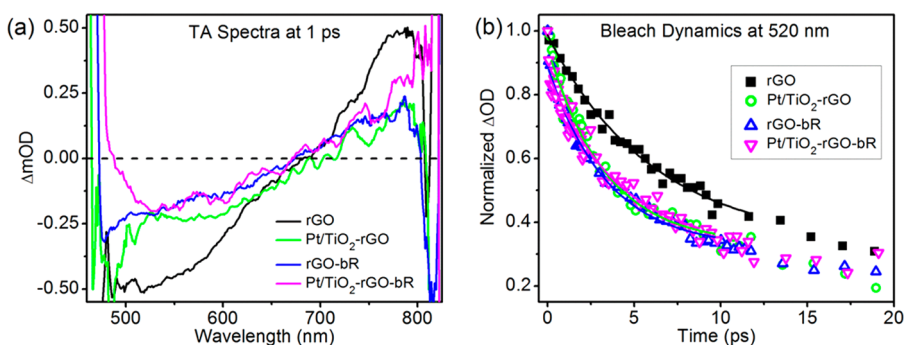 (a)
TA Spectra at 1 ps
ΔmOD
0.50
0.25
0.00
-0.25
-0.50
rGO
Pt/TiO₂-rGO
rGO-bR
Pt/TiO₂-rGO-bR
500
600
700
800
Wavelength (nm)
(b)
Bleach Dynamics at 520 nm
Normalized ΔOD
1.0
0.8
0.6
0.4
0.2
rGO
Pt/TiO₂-rGO
rGO-bR
Pt/TiO₂-rGO-bR
0
5
10
15
20
Time (ps)